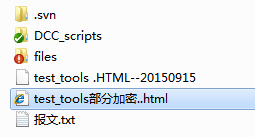 .svn
DCC_scripts
files
test_tools .HTML--20150915
test_tools部分加密..html
报文.txt